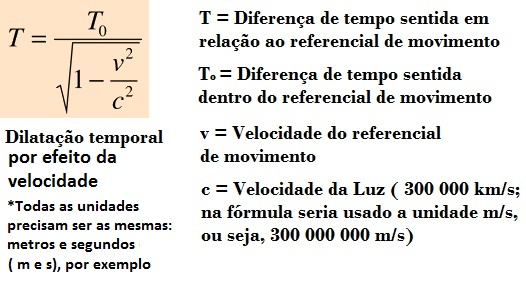 T = T₀ / √(1 − v²/c²)
Dilatação temporal
por efeito da
velocidade
*Todas as unidades
precisam ser as mesmas:
metros e segundos
( m e s), por exemplo
T = Diferença de tempo sentida em
relação ao referencial de movimento
To = Diferença de tempo sentida
dentro do referencial de movimento
v = Velocidade do referencial
de movimento
c = Velocidade da Luz ( 300 000 km/s;
na fórmula seria usado a unidade m/s,
ou seja, 300 000 000 m/s)